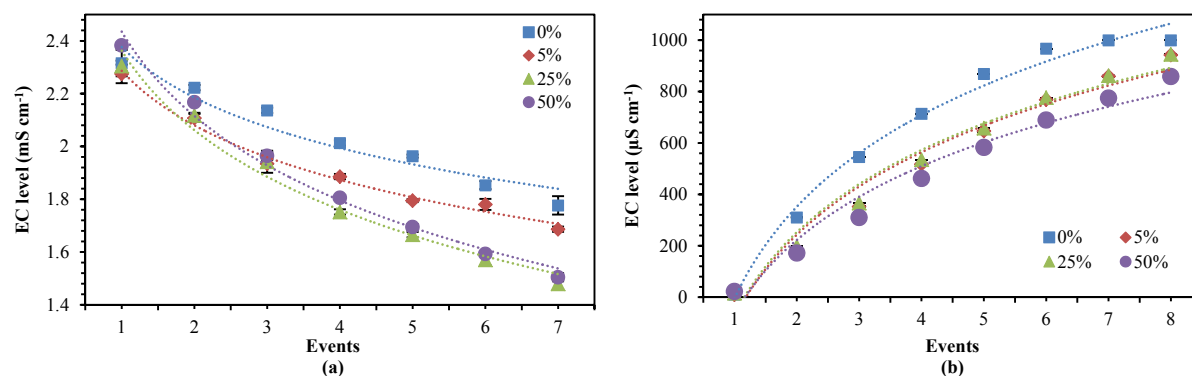 2.4
2.2
2
1.8
1.6
1.4
EC level (mS cm⁻¹)
0%
5%
25%
50%
1 2 3 4 5 6 7
Events
(a)
1000
800
600
400
200
0
EC level (µS cm⁻¹)
0% 5%
25% 50%
1 2 3 4 5 6 7 8
Events
(b)